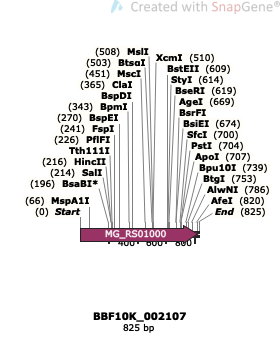 Created with SnapGene®
(508) MslI
(503) BtsαI
(451) MscI
(365) ClaI
BspDI
(343) BpmI
(270) BspEI
(241) FspI
(226) PflFI
Tth111I
(216) HincII
(214) SalI
(196) BsaBI*
(66) MspA1I
(0) Start
XcmI (510)
BstEII (609)
StyI (614)
BseRI (619)
AgeI (669)
BsrFI
BsiEI (674)
SfcI (700)
PstI (704)
ApoI (707)
Bpu10I (739)
BtgI (753)
AlwNI (786)
AfeI (820)
End (825)
MG_RS01000
400
600
800
BBF10K_002107
825 bp